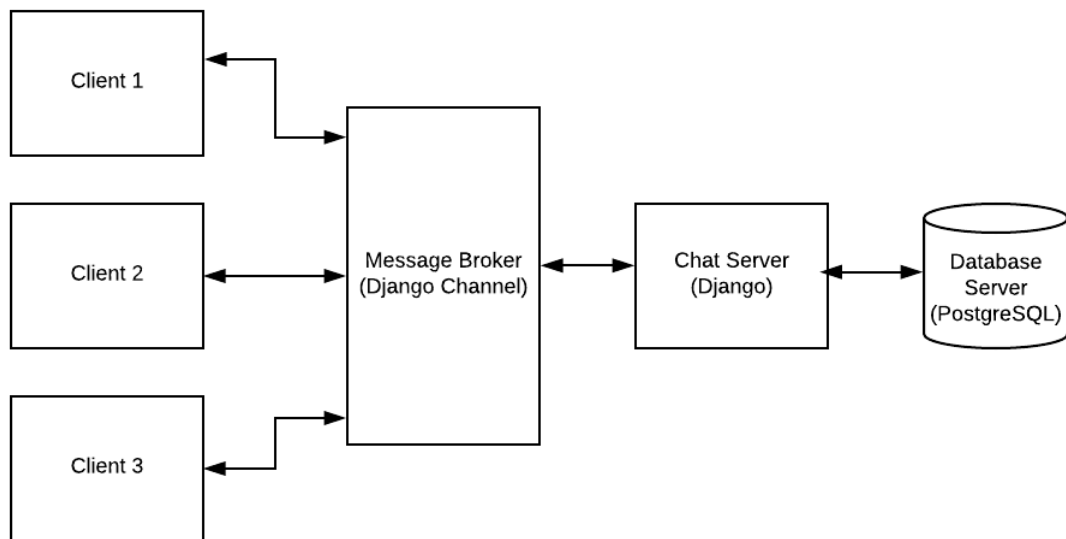 Client 1
Client 2
Client 3
Message Broker
(Django Channel)
Chat Server
(Django)
Database
Server
(PostgreSQL)